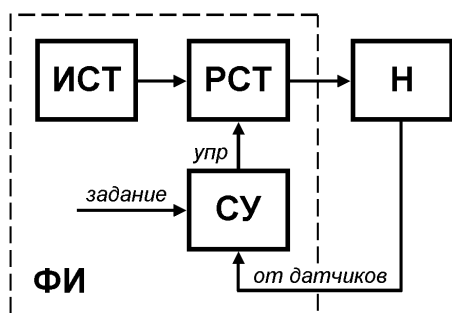 ИСТ
РСТ
Н
упр
задание
СУ
от датчиков
ФИ